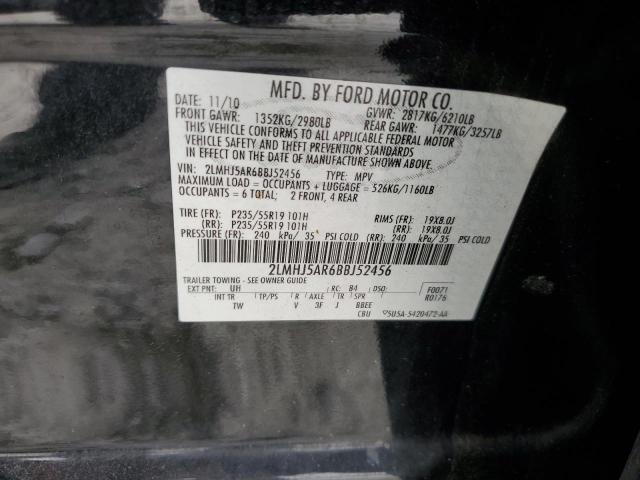 MFD. BY FORD MOTOR CO.
DATE: 11/10 GVWR: 2817KG/6210LB
FRONT GAWR: 1352KG/2980LB REAR GAWR: 1477KG/3257LB
THIS VEHICLE CONFORMS TO ALL APPLICABLE FEDERAL MOTOR
VEHICLE SAFETY AND THEFT PREVENTION STANDARDS
IN EFFECT ON THE DATE OF MANUFACTURE SHOWN ABOVE.
VIN: 2LMHJ5AR6BBJ52456 TYPE: MPV
MAXIMUM LOAD = OCCUPANTS + LUGGAGE = 526KG/1160LB
OCCUPANTS = 6 TOTAL; 2 FRONT, 4 REAR
TIRE (FR): P235/55R19 101H RIMS (FR): 19X8.0J
(RR): P235/55R19 101H (RR): 19X8.0J
PRESSURE (FR): 240 kPa/ 35 PSI COLD (RR): 240 kPa/ 35 PSI COLD
2LMHJ5AR6BBJ52456
TRAILER TOWING - SEE OWNER GUIDE
EXT PNT: UH RC: B4 DSO: F0071
INT TR TP/PS R AXLE TR SPR R0176
TW V 3F J BBEE
CBU 5U5A-5420472-AA